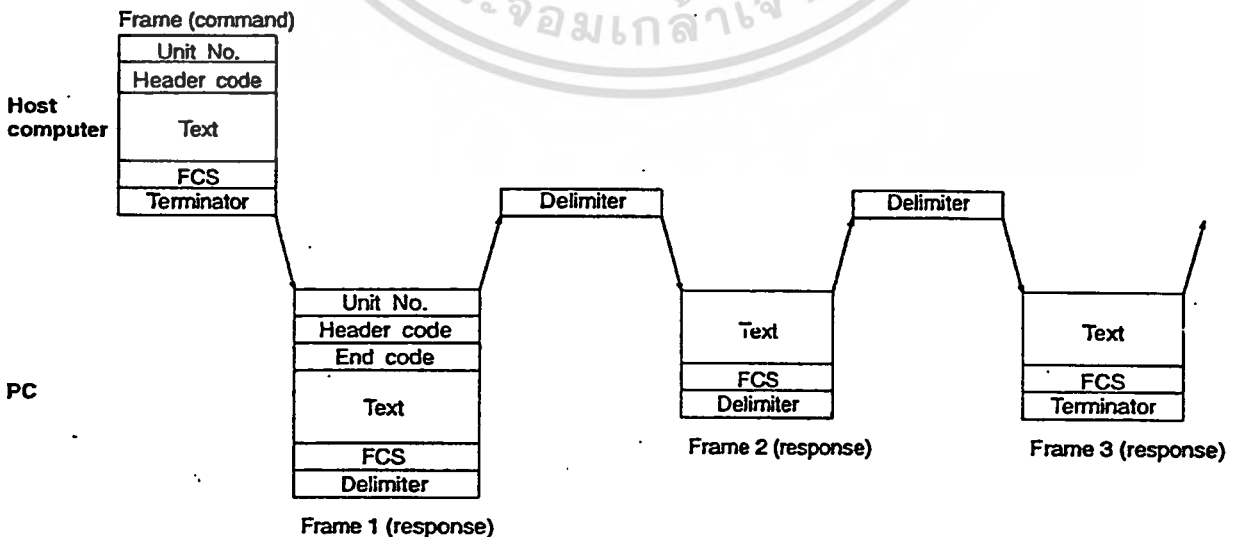 Frame (command)
Unit No.
Header code
Text
FCS
Terminator
Host
computer
Delimiter
Delimiter
Unit No.
Header code
End code
Text
FCS
Delimiter
Frame 1 (response)
Text
FCS
Delimiter
Frame 2 (response)
Text
FCS
Terminator
Frame 3 (response)
PC